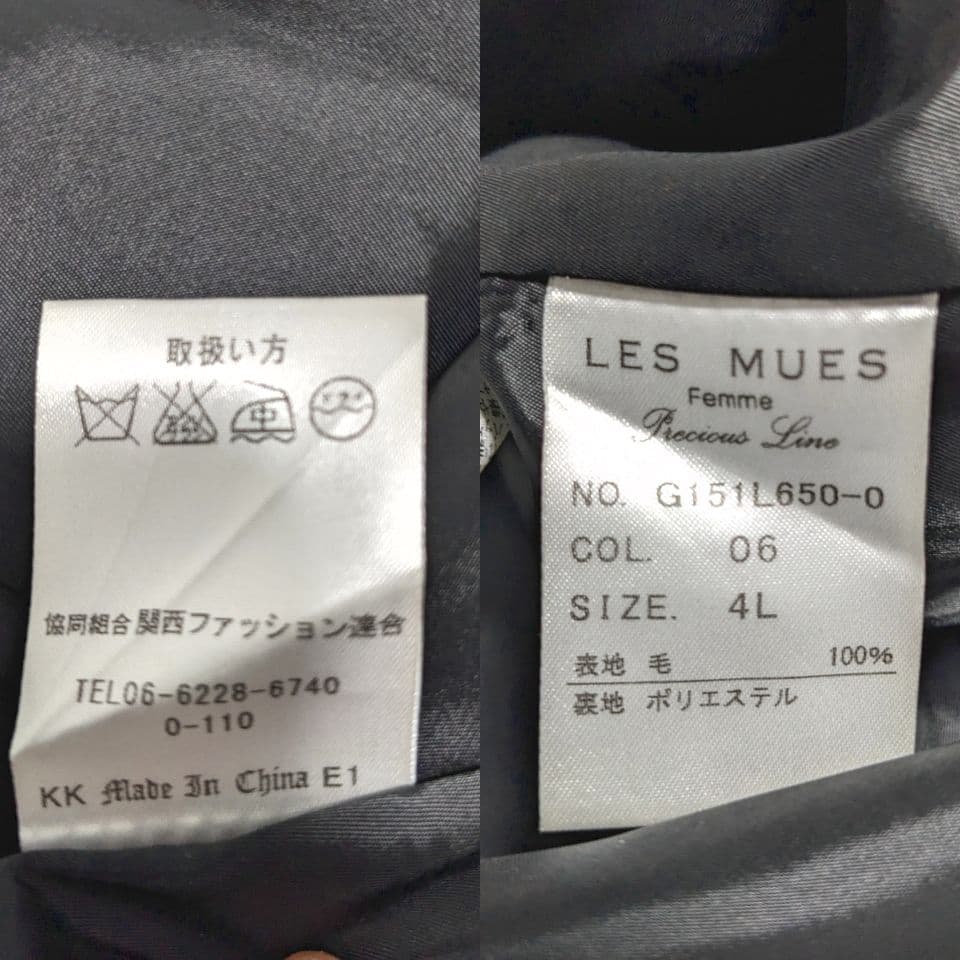 取扱い方
中
協同組合関西ファッション連合
TEL06-6228-6740
0-110
KK Made In China E1
LES MUES
Femme
Precious Line
NO. G151L650-0
COL. 06
SIZE. 4L
表地 毛 100%
裏地 ポリエステル